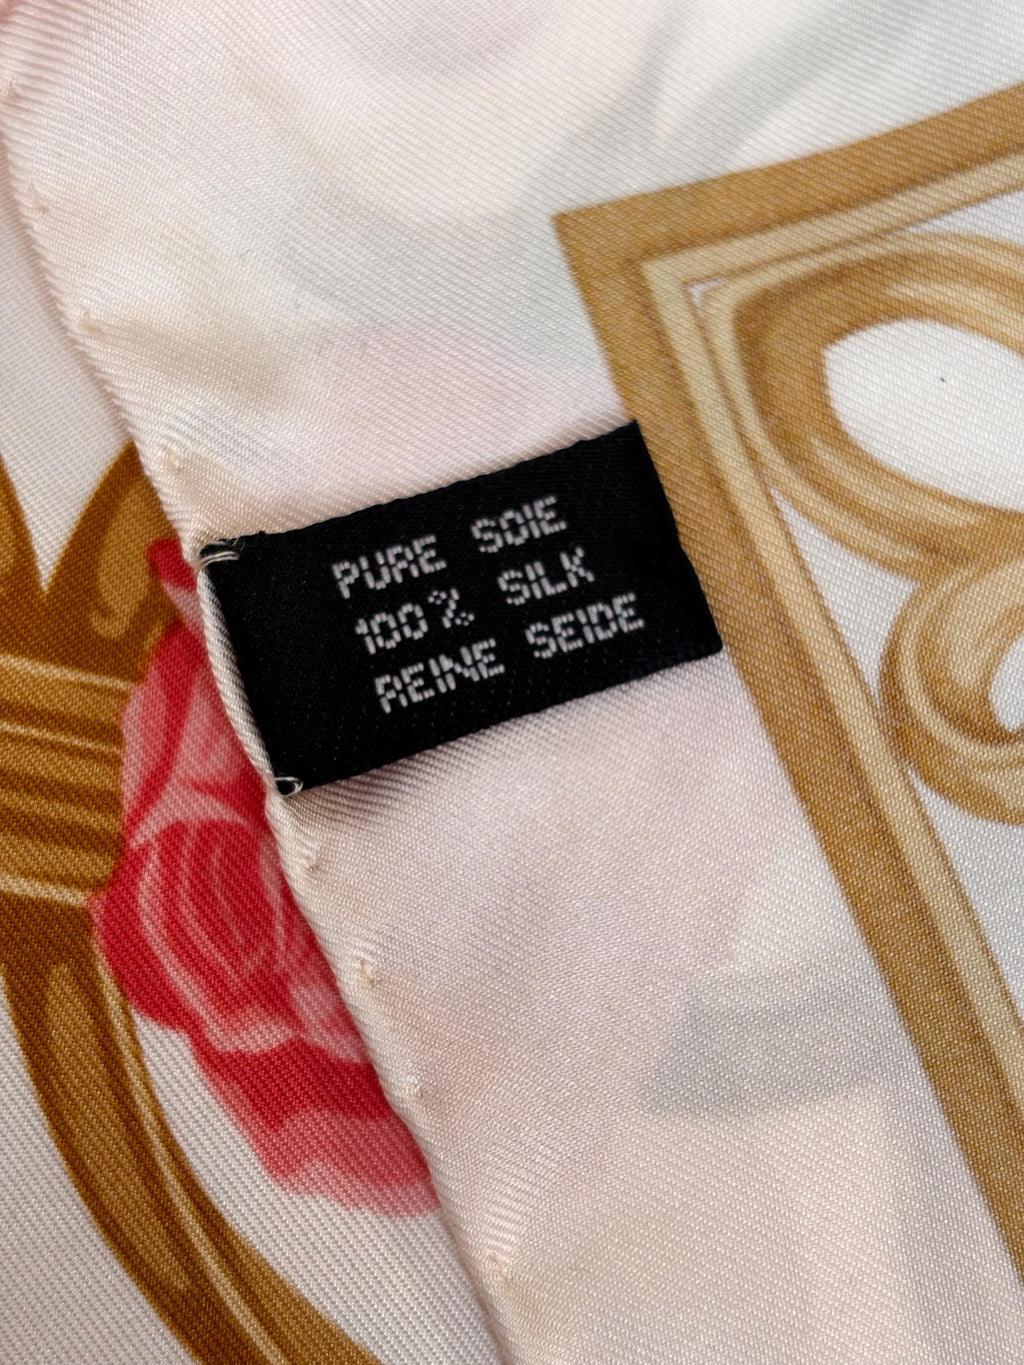 PURE SOIE
100% SILK
REINE SEIDE